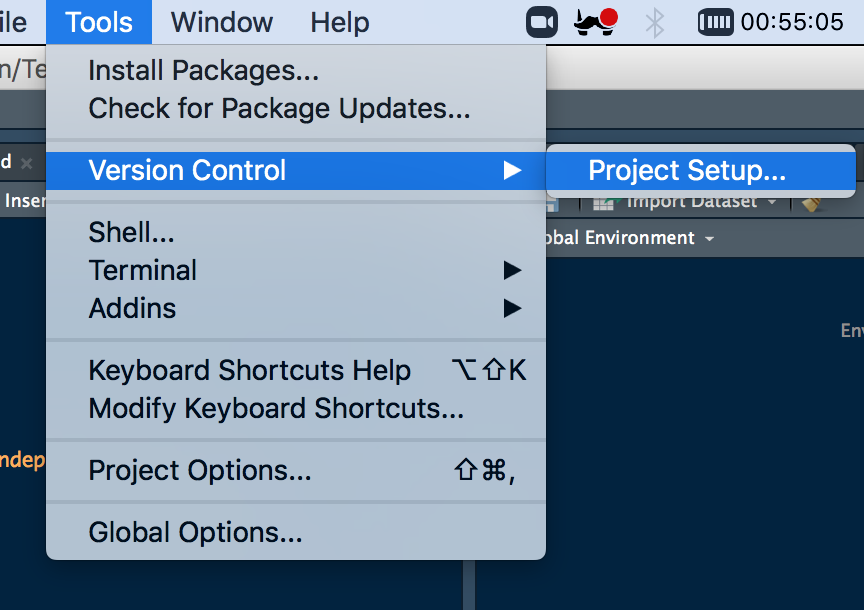 ile Tools Window Help 00:55:05
n/Te
Install Packages...
Check for Package Updates...
d ×
Version Control ▶ Project Setup...
Inser
Import Dataset
Shell...
obal Environment
Terminal ▶
Addins ▶
Env
Keyboard Shortcuts Help ⌥⇧K
Modify Keyboard Shortcuts...
ndep
Project Options... ⇧⌘,
Global Options...